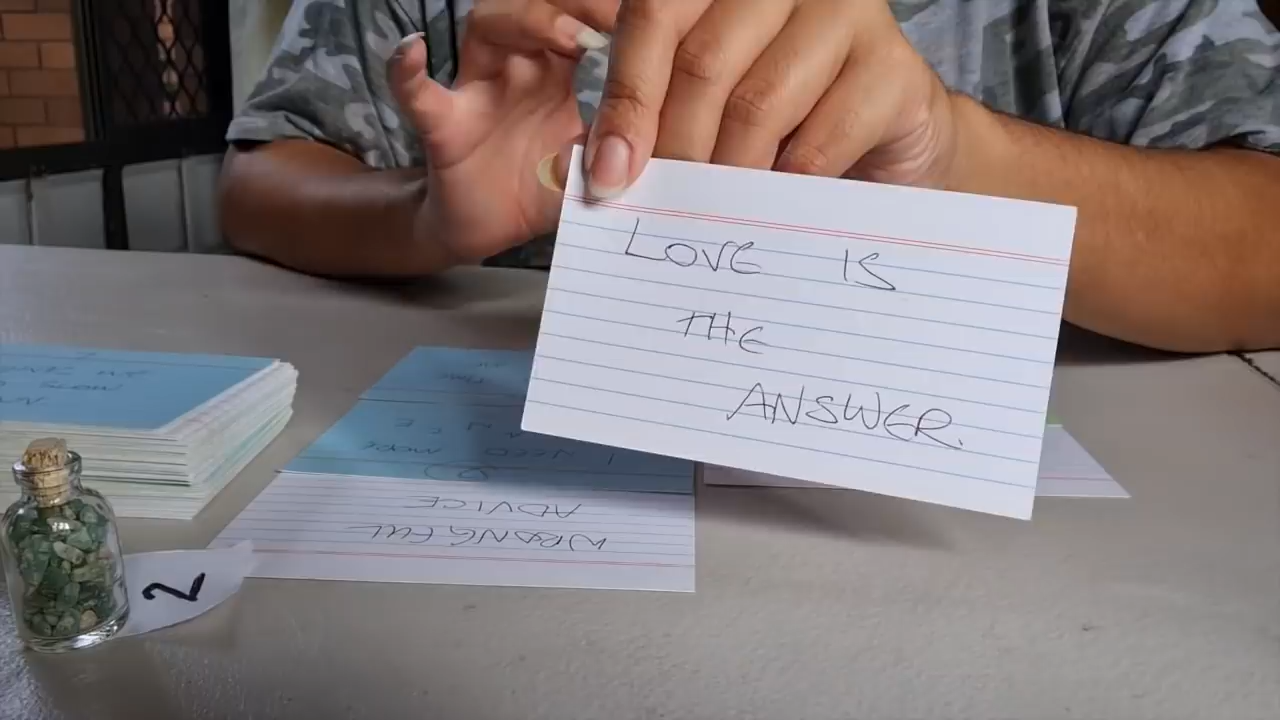 LOVE IS
THE
ANSWER.
I NEED MORE
WRONGFUL
ADVICE
2